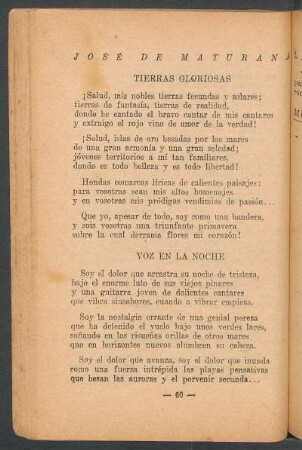 JOSÉ DE MATURANA
TIERRAS GLORIOSAS
¡Salud, mis nobles tierras fecundas y solares;
tierras de fantasía, tierras de realidad,
donde he cantado el bravo cantar de mis cantares
y extraigo el rojo vino de amor de la verdad!
¡Salud, islas de oro besadas por los mares
de una gran armonía y una gran soledad;
jóvenes territorios a mí tan familiares,
donde es todo belleza y es todo libertad!
Hondas comarcas líricas de calientes paisajes:
para vosotras sean mis altos homenajes
y en vosotras mis pródigas vendimias de pasión...
Que yo, apesar de todo, soy como una bandera,
y sois vosotras una triunfante primavera
sobre la cual derrama flores mi corazón!
VOZ EN LA NOCHE
Soy el dolor que arrastra su noche de tristeza,
bajo el enorme luto de sus viejos pinares
y una guitarra joven de dolientes cantares
que vibra sinsabores, cuando a vibrar empieza.
Soy la nostalgia errante de una genial pereza
que ha detenido el vuelo bajo unos verdes lares,
soñando en las risueñas orillas de otros mares
que en horizontes nuevos alumbren su cabeza.
Soy el dolor que avanza, soy el dolor que inunda
como una fuerza intrépida las playas pensativas
que besan las auroras y el porvenir secunda...
— 60 —